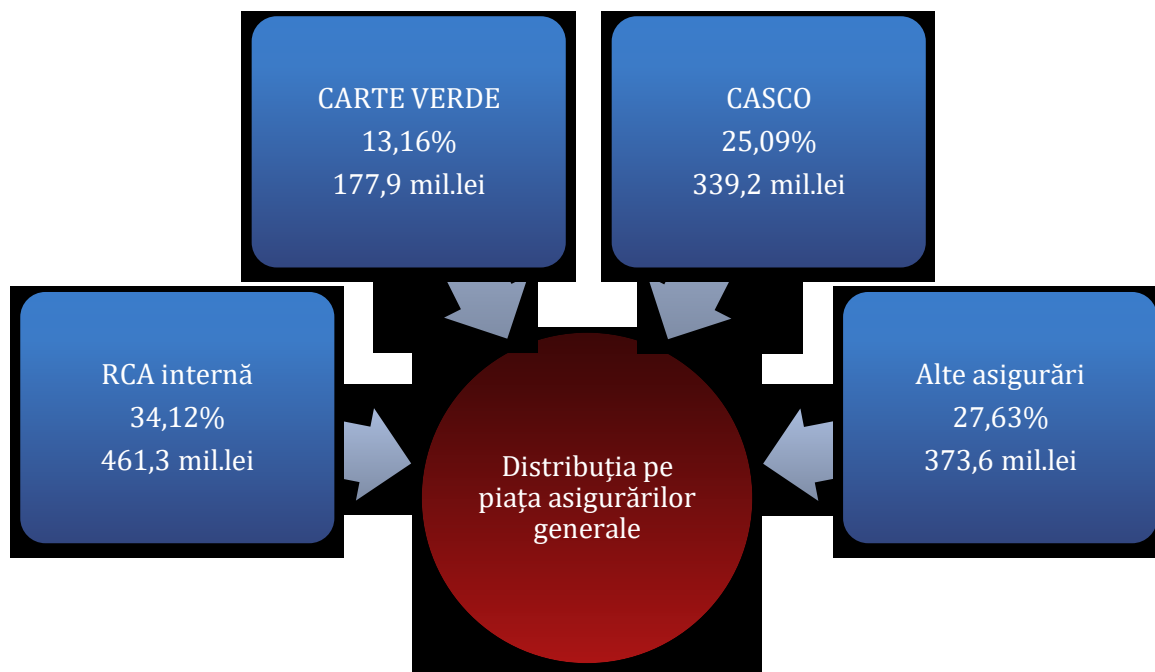 CARTE VERDE
13,16%
177,9 mil.lei
CASCO
25,09%
339,2 mil.lei
RCA internă
34,12%
461,3 mil.lei
Alte asigurări
27,63%
373,6 mil.lei
Distribuția pe
piața asigurărilor
generale